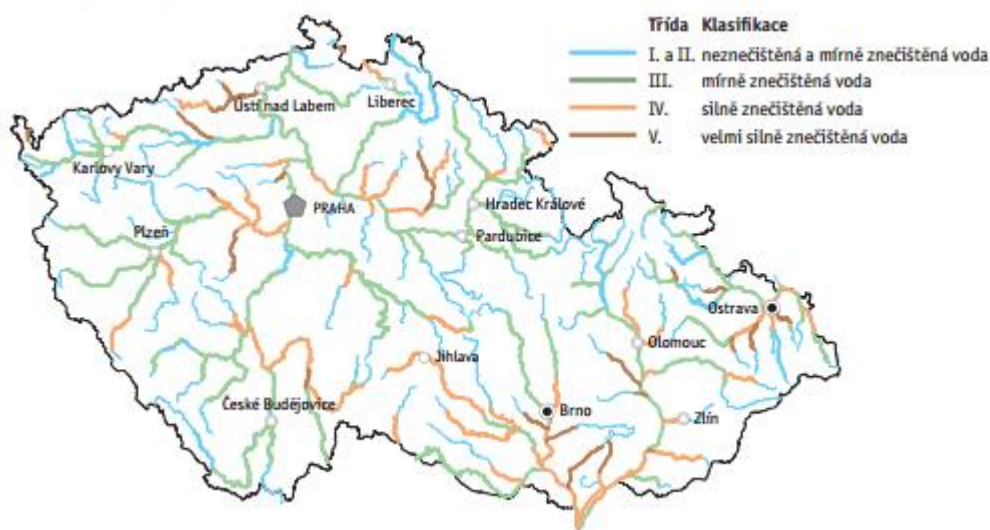 Třída Klasifikace
I. a II. neznečištěná a mírně znečištěná voda
III. mírně znečištěná voda
IV. silně znečištěná voda
V. velmi silně znečištěná voda
Ústí nad Labem
Liberec
Karlovy Vary
PRAHA
Hradec Králové
Plzeň
Pardubice
Ostrava
Olomouc
Jihlava
České Budějovice
Brno
Zlín